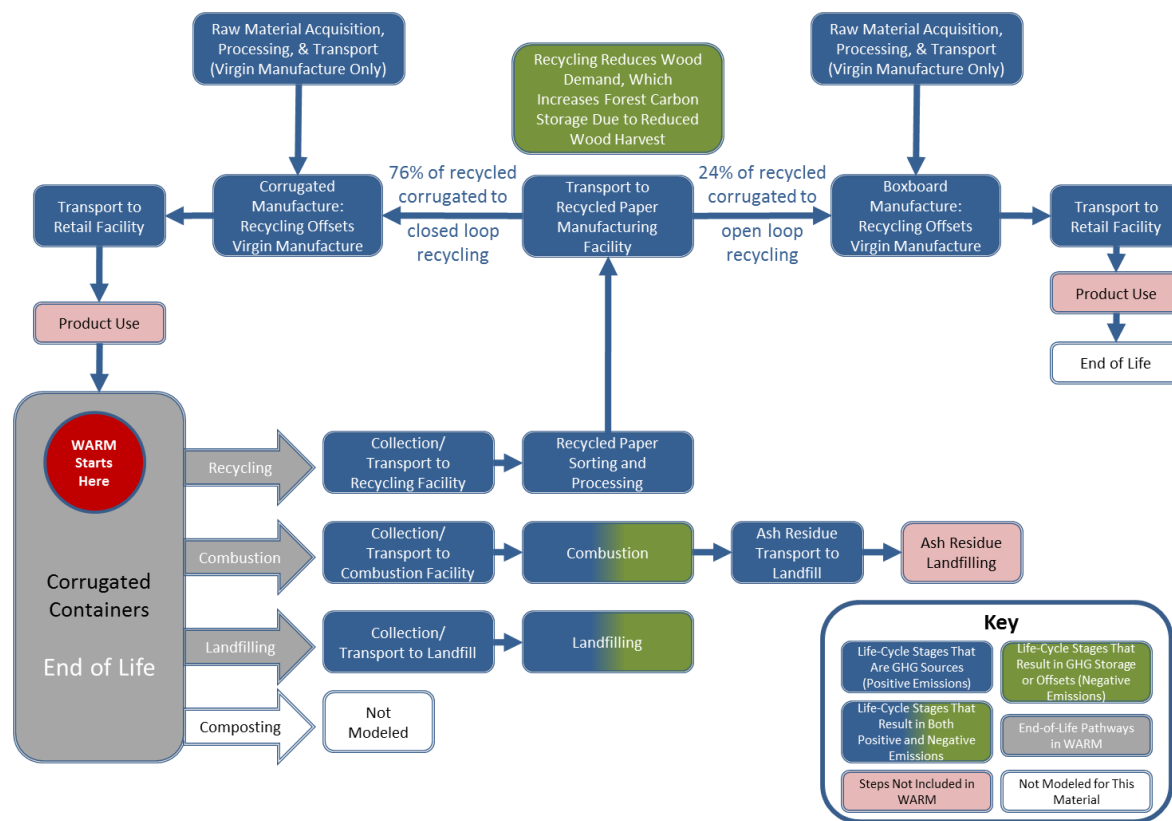 Raw Material Acquisition,
Processing, & Transport
(Virgin Manufacture Only)
Recycling Reduces Wood
Demand, Which
Increases Forest Carbon
Storage Due to Reduced
Wood Harvest
Raw Material Acquisition,
Processing, & Transport
(Virgin Manufacture Only)
Transport to
Retail Facility
Corrugated
Manufacture:
Recycling Offsets
Virgin Manufacture
76% of recycled
corrugated to
closed loop
recycling
Transport to
Recycled Paper
Manufacturing
Facility
24% of recycled
corrugated to
open loop
recycling
Boxboard
Manufacture:
Recycling Offsets
Virgin Manufacture
Transport to
Retail Facility
Product Use
Product Use
End of Life
WARM
Starts
Here
Corrugated
Containers
End of Life
Recycling
Collection/
Transport to
Recycling Facility
Recycled Paper
Sorting and
Processing
Combustion
Collection/
Transport to
Combustion Facility
Combustion
Ash Residue
Transport to
Landfill
Ash Residue
Landfilling
Landfilling
Collection/
Transport to Landfill
Landfilling
Composting
Not
Modeled
Key
Life-Cycle Stages That
Are GHG Sources
(Positive Emissions)
Life-Cycle Stages That
Result in GHG Storage
or Offsets (Negative
Emissions)
Life-Cycle Stages That
Result in Both
Positive and Negative
Emissions
End-of-Life Pathways
in WARM
Steps Not Included in
WARM
Not Modeled for This
Material